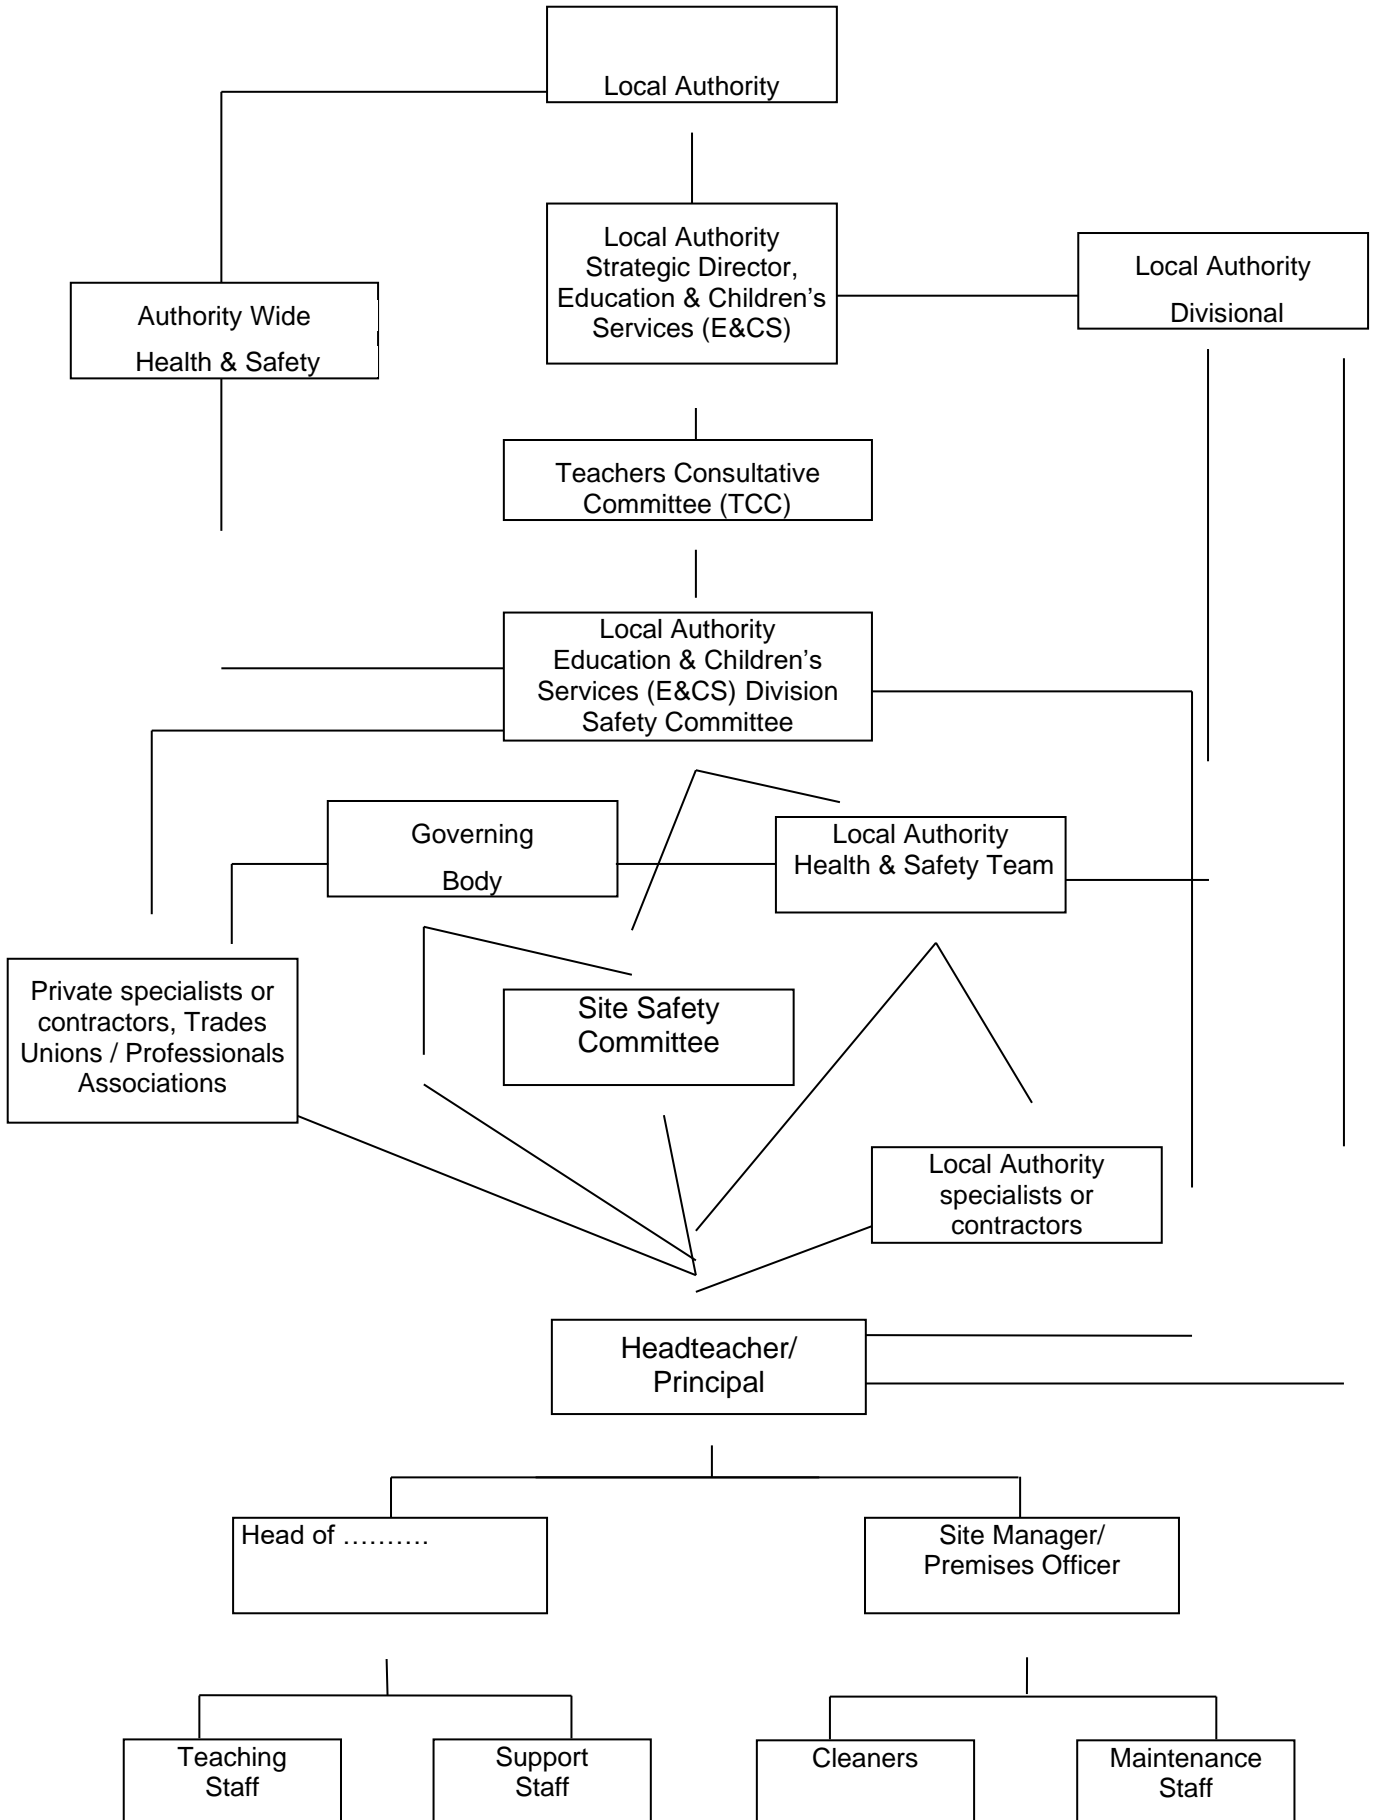 Local Authority
Local Authority
Strategic Director,
Education & Children's
Services (E&CS)
Local Authority
Divisional
Authority Wide
Health & Safety
Teachers Consultative
Committee (TCC)
Local Authority
Education & Children's
Services (E&CS) Division
Safety Committee
Governing
Body
Local Authority
Health & Safety Team
Private specialists or
contractors, Trades
Unions / Professionals
Associations
Site Safety
Committee
Local Authority
specialists or
contractors
Headteacher/
Principal
Head of ……….
Site Manager/
Premises Officer
Teaching
Staff
Support
Staff
Cleaners
Maintenance
Staff